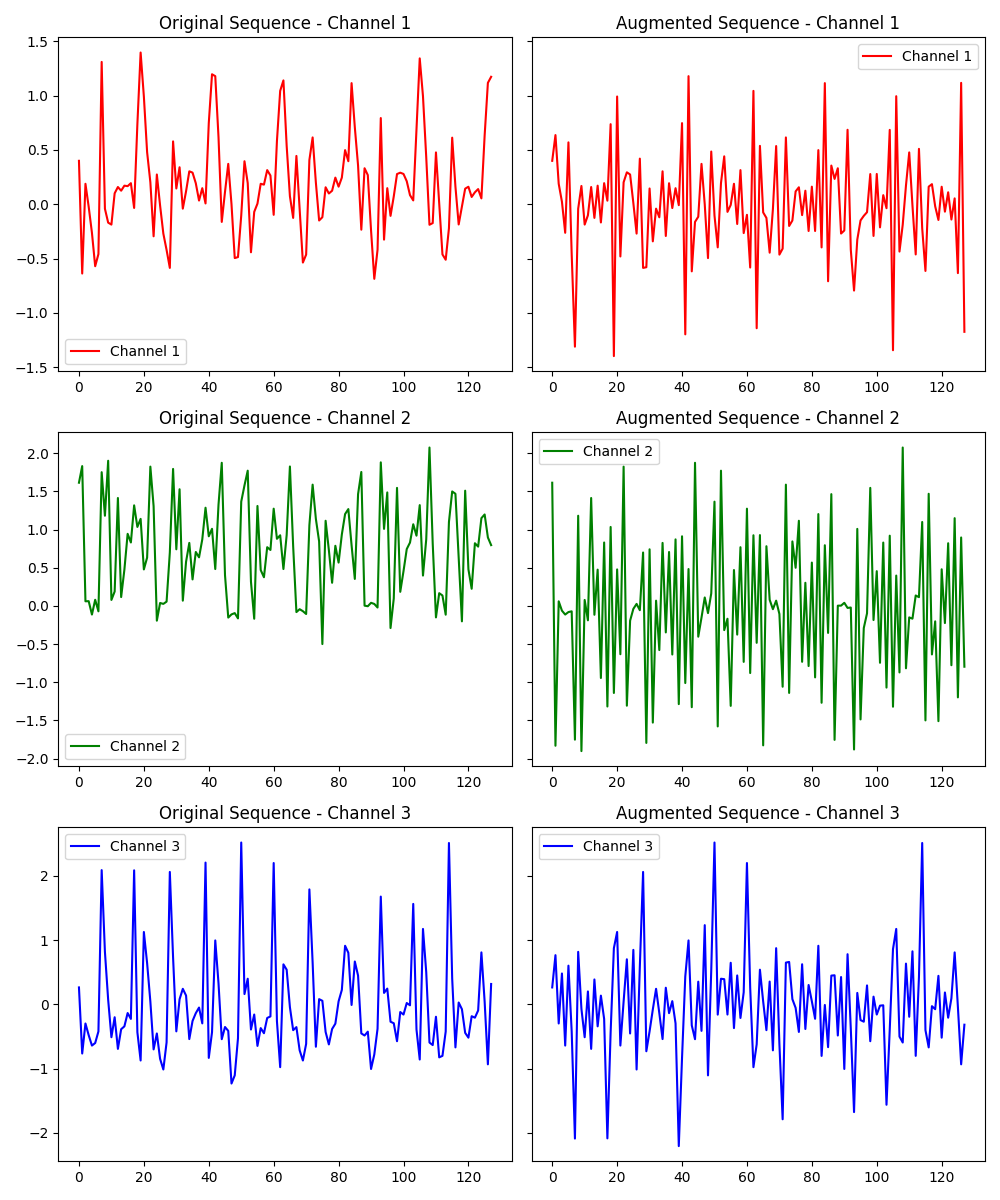 Original Sequence - Channel 1
Augmented Sequence - Channel 1
1.5
1.0
0.5
0.0
−0.5
−1.0
−1.5
Channel 1
Channel 1
0 20 40 60 80 100 120
0 20 40 60 80 100 120
Original Sequence - Channel 2
Augmented Sequence - Channel 2
2.0
1.5
1.0
0.5
0.0
−0.5
−1.0
−1.5
−2.0
Channel 2
Channel 2
0 20 40 60 80 100 120
0 20 40 60 80 100 120
Original Sequence - Channel 3
Augmented Sequence - Channel 3
Channel 3
Channel 3
2
1
0
−1
−2
0 20 40 60 80 100 120
0 20 40 60 80 100 120